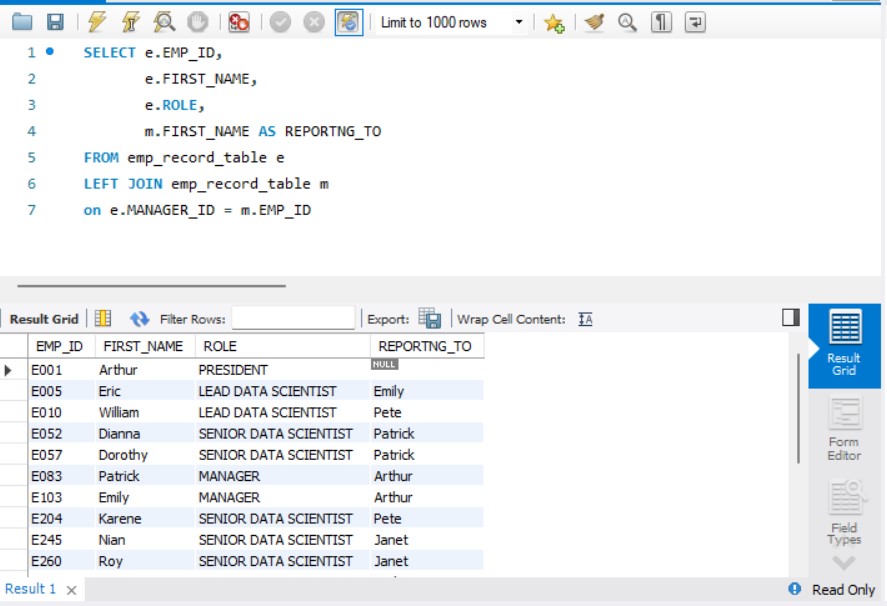 Limit to 1000 rows
1 SELECT e.EMP_ID,
2 e.FIRST_NAME,
3 e.ROLE,
4 m.FIRST_NAME AS REPORTNG_TO
5 FROM emp_record_table e
6 LEFT JOIN emp_record_table m
7 on e.MANAGER_ID = m.EMP_ID
Result Grid Filter Rows: Export: Wrap Cell Content: IA
EMP_ID FIRST_NAME ROLE REPORTNG_TO
E001 Arthur PRESIDENT NULL
E005 Eric LEAD DATA SCIENTIST Emily
E010 William LEAD DATA SCIENTIST Pete
E052 Dianna SENIOR DATA SCIENTIST Patrick
E057 Dorothy SENIOR DATA SCIENTIST Patrick
E083 Patrick MANAGER Arthur
E103 Emily MANAGER Arthur
E204 Karene SENIOR DATA SCIENTIST Pete
E245 Nian SENIOR DATA SCIENTIST Janet
E260 Roy SENIOR DATA SCIENTIST Janet
Result
Grid
Form
Editor
Field
Types
Result 1
Read Only